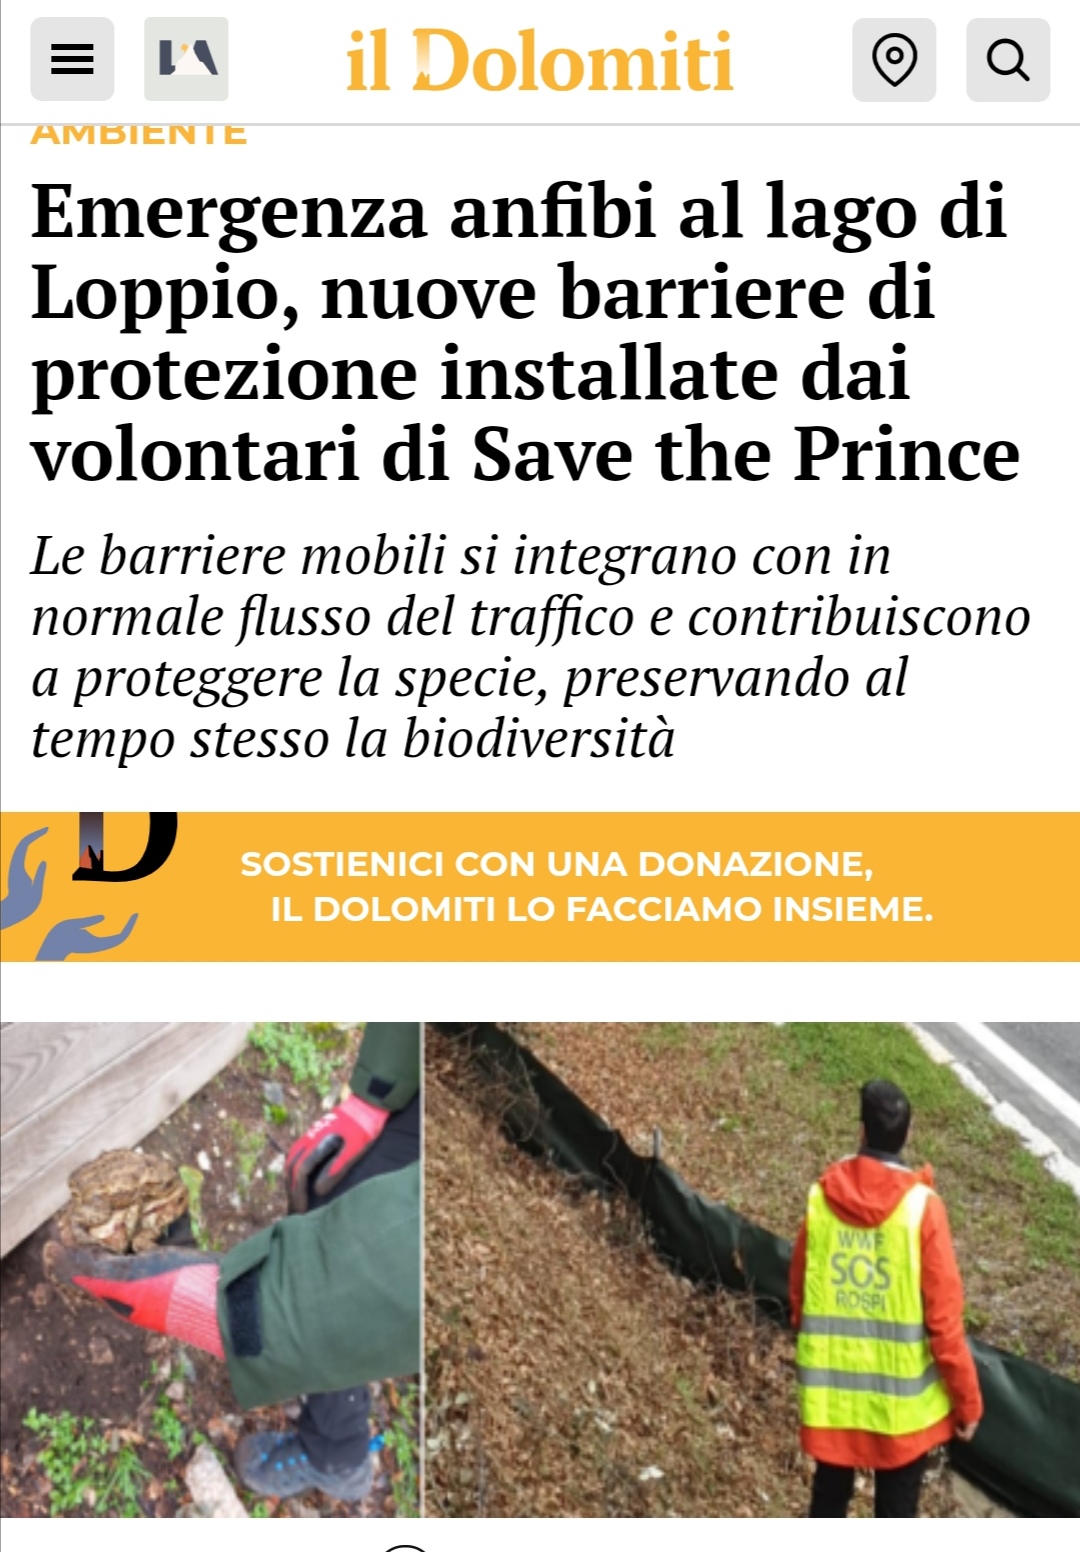 il Dolomiti
AMBIENTE
Emergenza anfibi al lago di
Loppio, nuove barriere di
protezione installate dai
volontari di Save the Prince
Le barriere mobili si integrano con in
normale flusso del traffico e contribuiscono
a proteggere la specie, preservando al
tempo stesso la biodiversità
D
SOSTIENICI CON UNA DONAZIONE,
IL DOLOMITI LO FACCIAMO INSIEME.
WWF
SOS
ROSPI